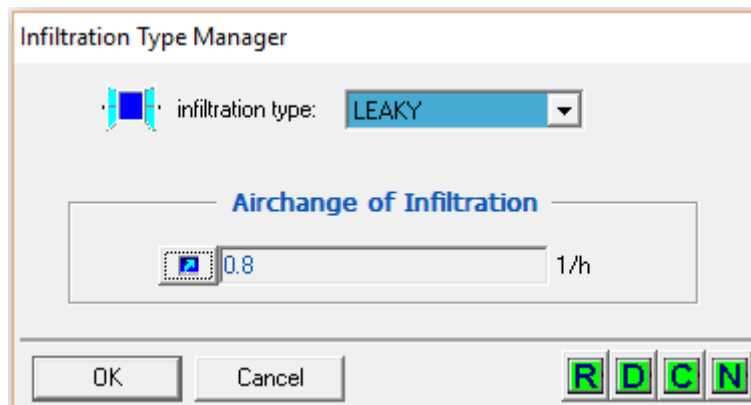 Infiltration Type Manager
infiltration type: LEAKY
Airchange of Infiltration
0.8 1/h
OK Cancel R D C N